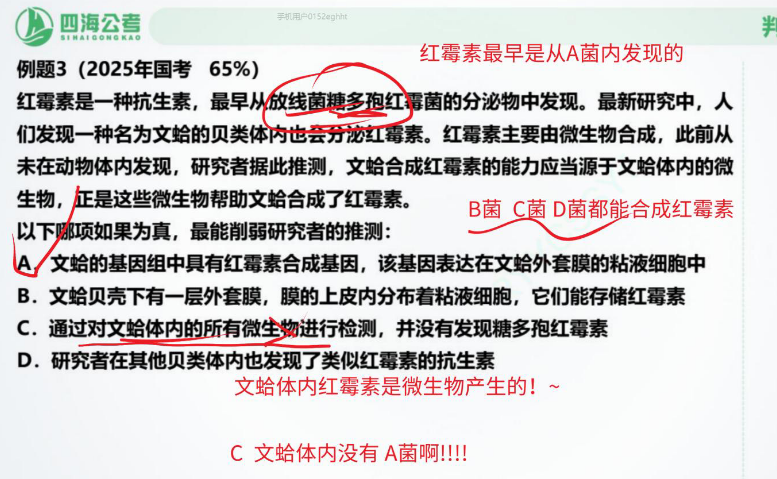 四海公考
SIHAIGONGKAO
手机用户0152eghht
判
红霉素最早是从A菌内发现的
例题3（2025年国考 65%）
红霉素是一种抗生素，最早从放线菌糖多孢红霉菌的分泌物中发现。最新研究中，人
们发现一种名为文蛤的贝类体内也会分泌红霉素。红霉素主要由微生物合成，此前从
未在动物体内发现，研究者据此推测，文蛤合成红霉素的能力应当源于文蛤体内的微
生物，正是这些微生物帮助文蛤合成了红霉素。
B菌 C菌 D菌都能合成红霉素
以下哪项如果为真，最能削弱研究者的推测：
A．文蛤的基因组中具有红霉素合成基因，该基因表达在文蛤外套膜的粘液细胞中
B．文蛤贝壳下有一层外套膜，膜的上皮内分布着粘液细胞，它们能存储红霉素
C．通过对文蛤体内的所有微生物进行检测，并没有发现糖多孢红霉素
D．研究者在其他贝类体内也发现了类似红霉素的抗生素
文蛤体内红霉素是微生物产生的！~
C 文蛤体内没有 A菌啊!!!!